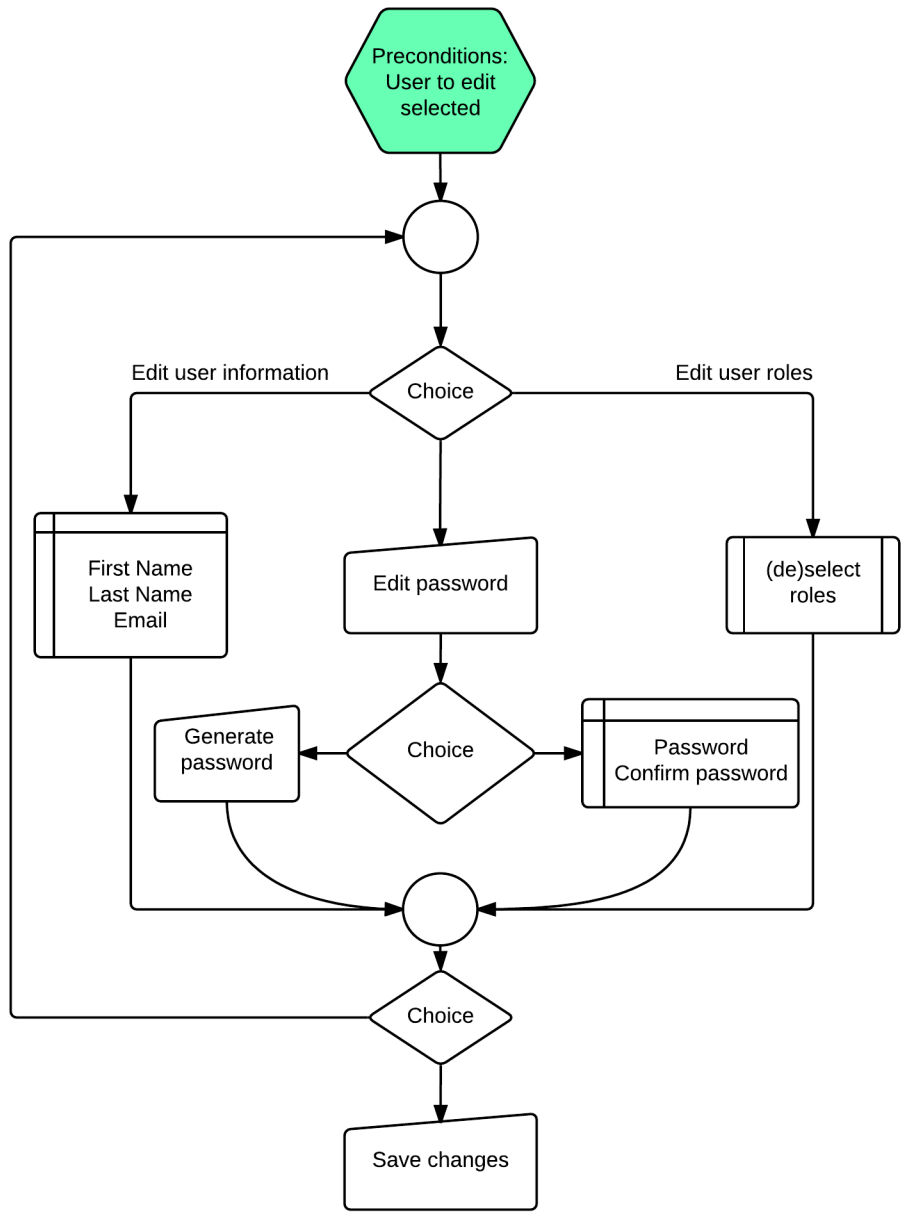 Preconditions:
User to edit
selected
Edit user information
Edit user roles
Choice
First Name
Last Name
Email
Edit password
(de)select
roles
Generate
password
Choice
Password
Confirm password
Choice
Save changes